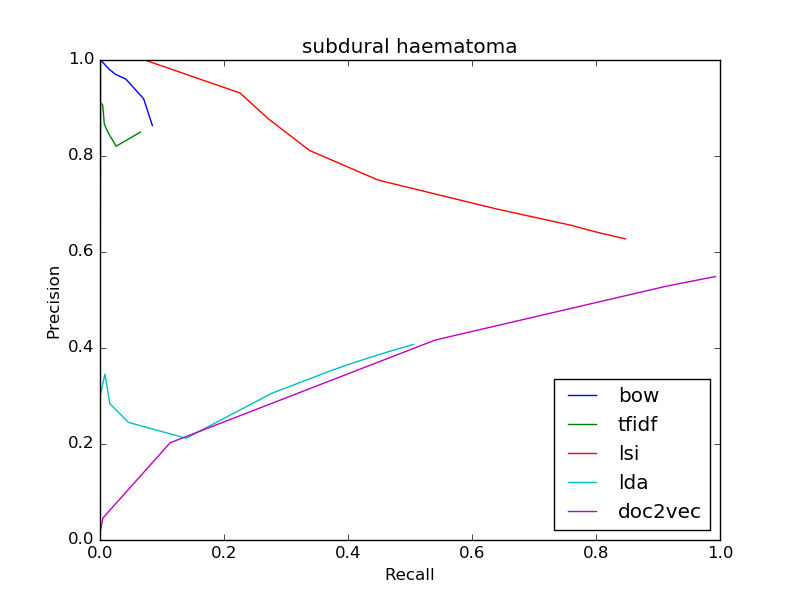 subdural haematoma
1.0
0.8
0.6
0.4
0.2
0.0
Precision
0.0 0.2 0.4 0.6 0.8 1.0
Recall
bow
tfidf
lsi
lda
doc2vec